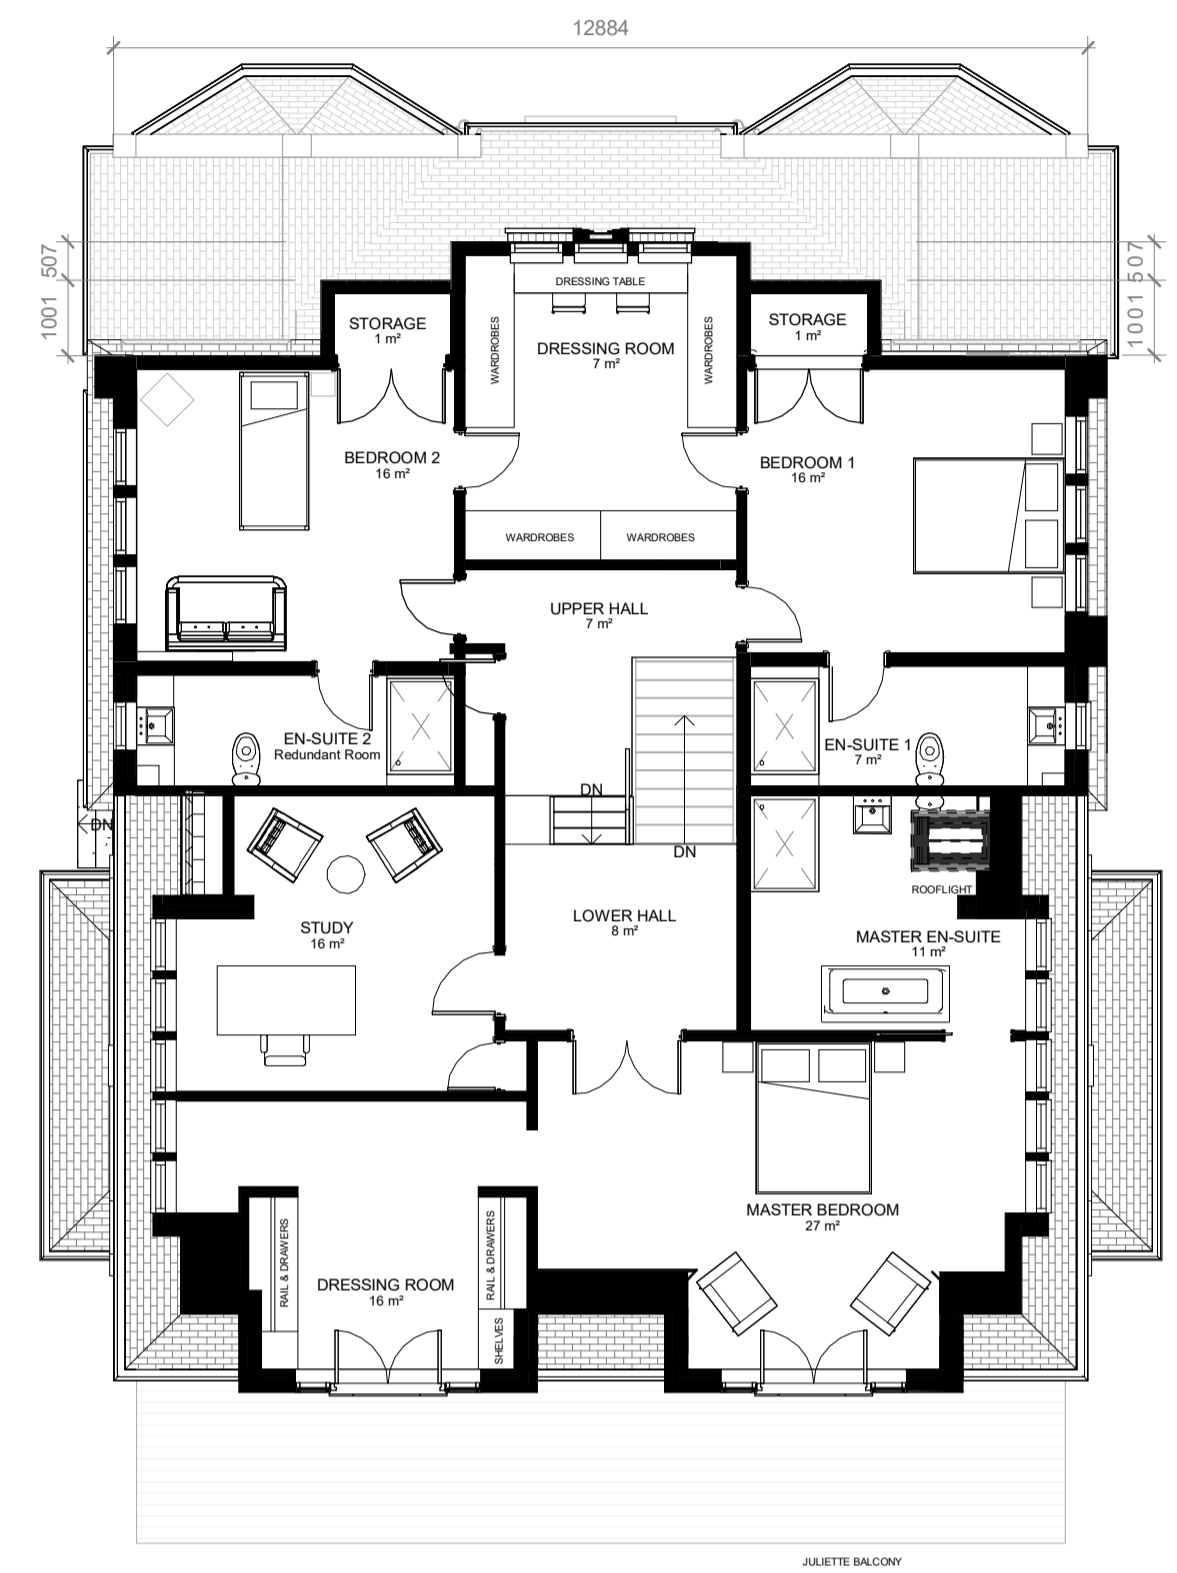 12884
507
1001
507
1001
DRESSING TABLE
STORAGE
1 m²
STORAGE
1 m²
WARDROBES
DRESSING ROOM
7 m²
WARDROBES
BEDROOM 2
16 m²
BEDROOM 1
16 m²
WARDROBES
WARDROBES
UPPER HALL
7 m²
EN-SUITE 2
Redundant Room
EN-SUITE 1
7 m²
DN
DN
DN
ROOFLIGHT
STUDY
16 m²
LOWER HALL
8 m²
MASTER EN-SUITE
11 m²
MASTER BEDROOM
27 m²
RAIL & DRAWERS
DRESSING ROOM
16 m²
RAIL & DRAWERS
SHELVES
JULIETTE BALCONY